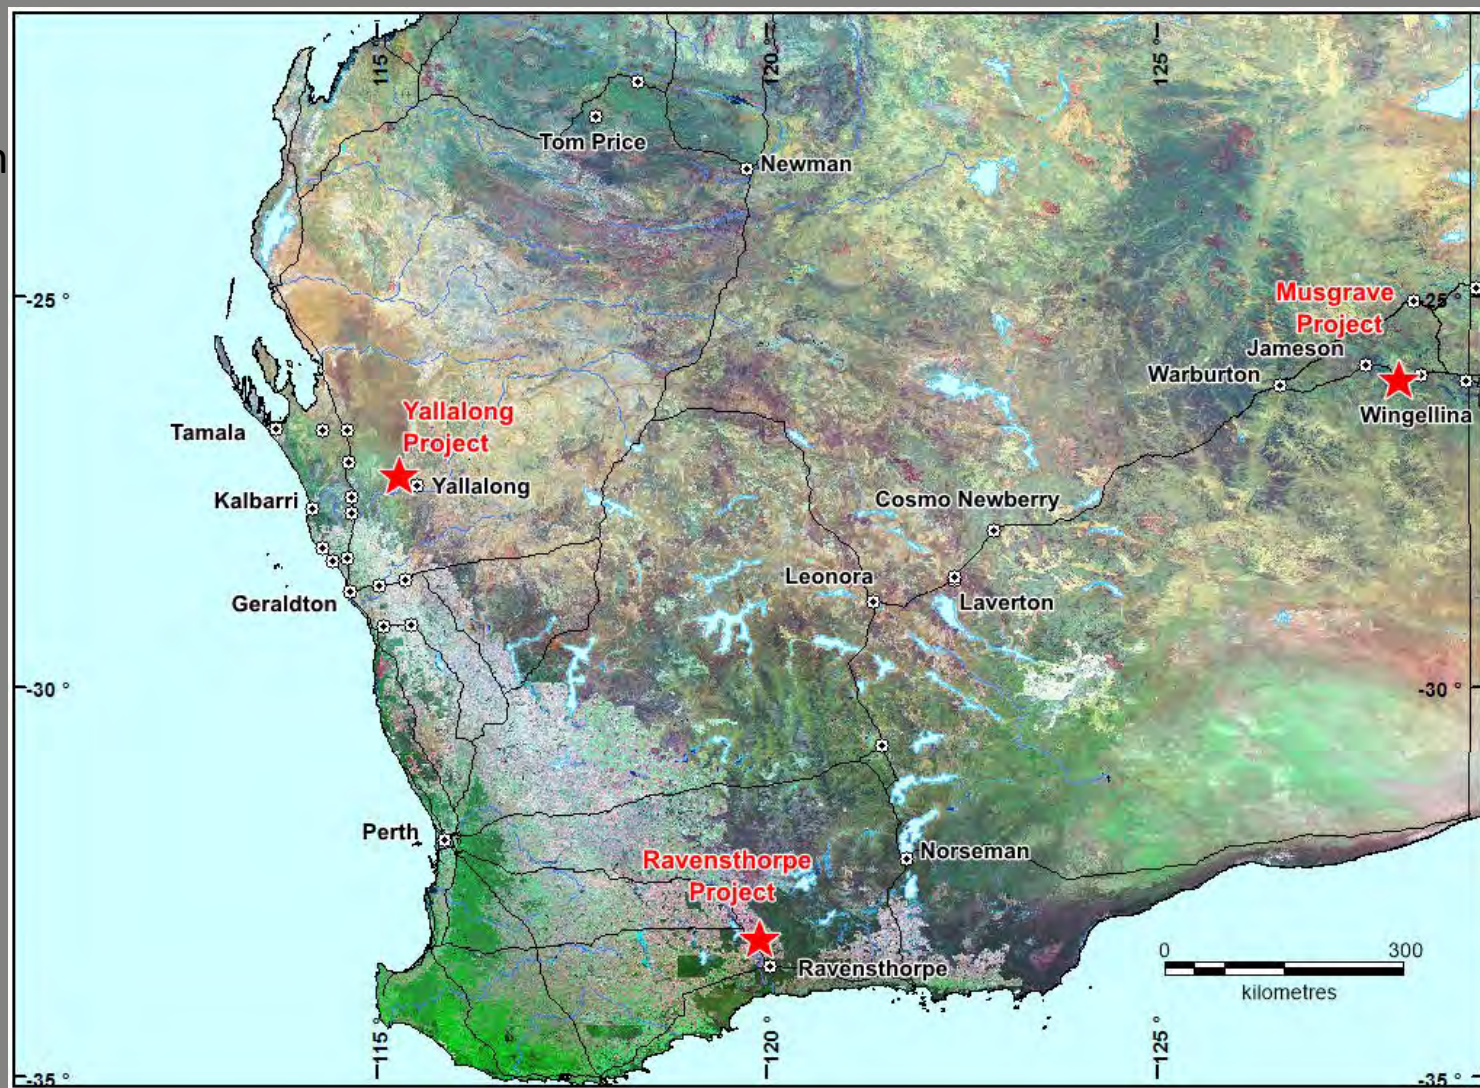 115 °
120 °
125 °
n
Tom Price
Newman
-25 °
-25 °
Musgrave
Project
Jameson
Warburton
Wingellina
Yallalong
Project
Tamala
Yallalong
Kalbarri
Cosmo Newberry
Leonora
Geraldton
Laverton
-30 °
-30 °
Perth
Norseman
Ravensthorpe
Project
Ravensthorpe
0
300
kilometres
-115 °
-120 °
-125 °
-35 °
-35 °